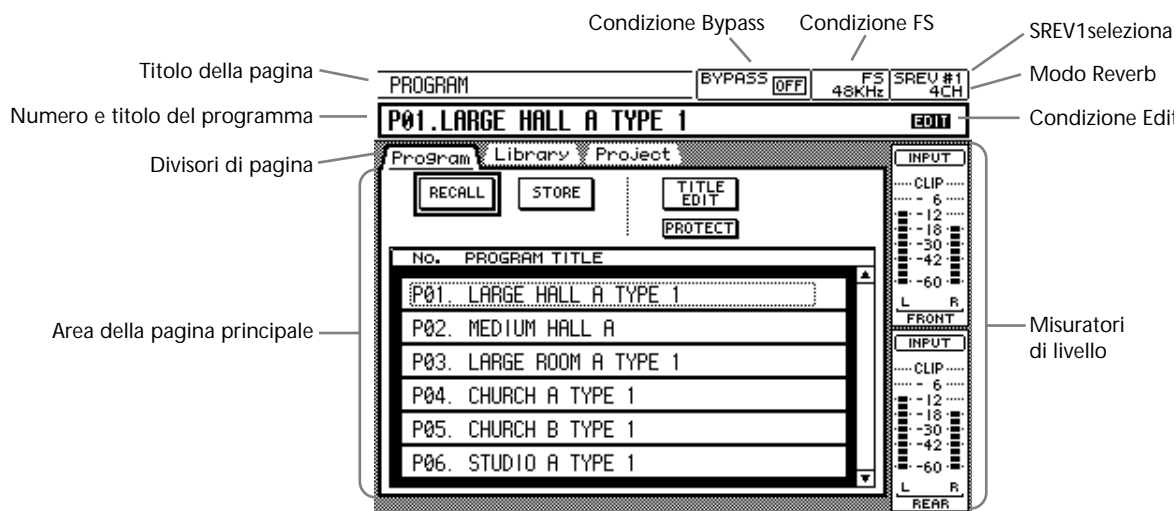 Condizione Bypass
Condizione FS
SREV1seleziona
Titolo della pagina
Modo Reverb
Numero e titolo del programma
Condizione Edit
Divisori di pagina
Area della pagina principale
Misuratori
di livello
PROGRAM
BYPASS OFF
FS
48KHz
SREV #1
4CH
P01.LARGE HALL A TYPE 1
EDIT
Program Library Project
RECALL
STORE
TITLE
EDIT
PROTECT
No. PROGRAM TITLE
P01. LARGE HALL A TYPE 1
P02. MEDIUM HALL A
P03. LARGE ROOM A TYPE 1
P04. CHURCH A TYPE 1
P05. CHURCH B TYPE 1
P06. STUDIO A TYPE 1
INPUT
CLIP
- 6
-12
-18
-30
-42
-60
L R
FRONT
INPUT
CLIP
- 6
-12
-18
-30
-42
-60
L R
REAR